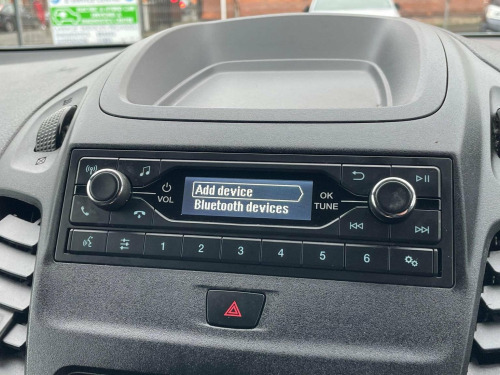 Add device
Bluetooth devices
VOL
OK
TUNE
1 2 3 4 5 6